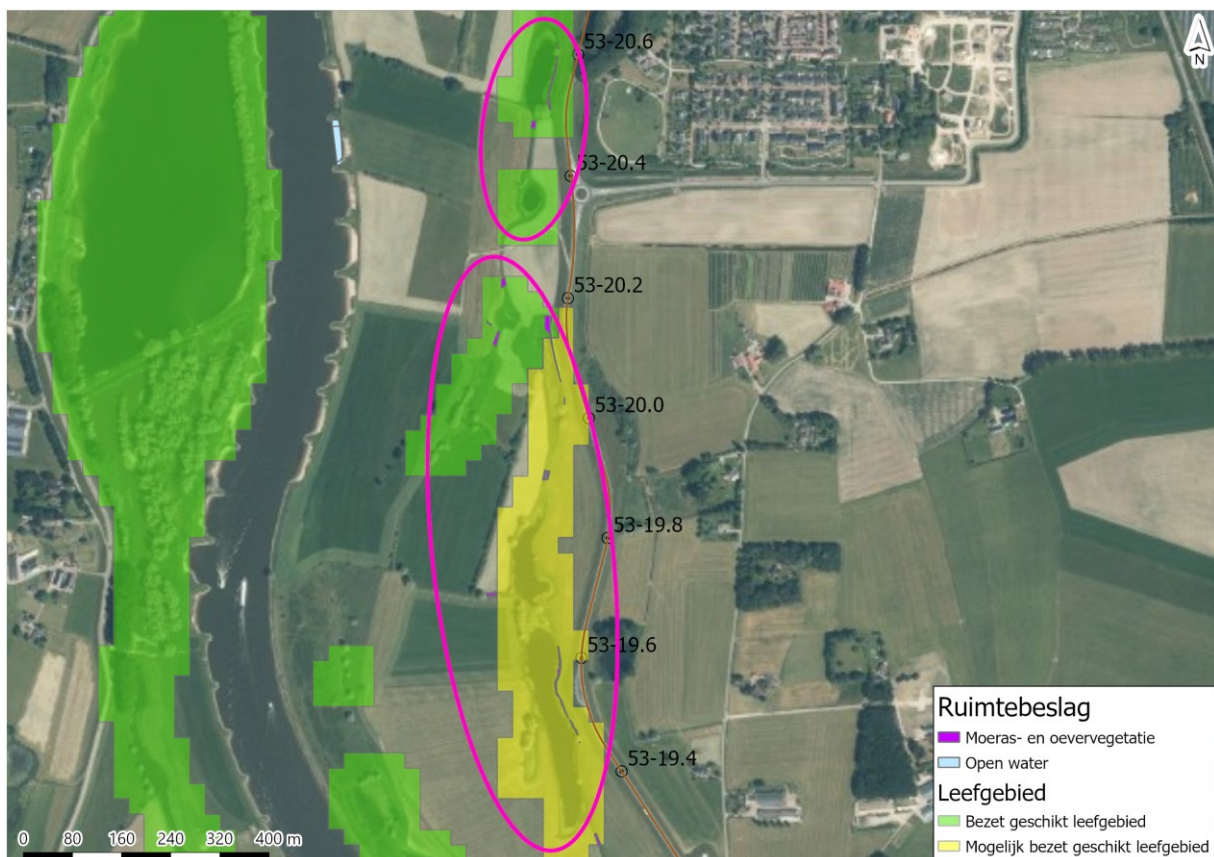 N
53-20.6
53-20.4
53-20.2
53-20.0
53-19.8
53-19.6
53-19.4
Ruimtebeslag
Moeras- en oevervegetatie
Open water
Leefgebied
Bezet geschikt leefgebied
Mogelijk bezet geschikt leefgebied
0 80 160 240 320 400 m